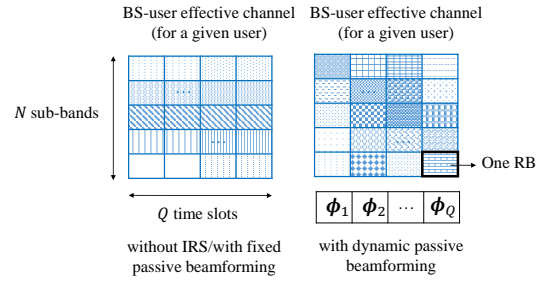 BS-user effective channel
(for a given user)
BS-user effective channel
(for a given user)
...
...
N sub-bands
...
...
One RB
Q time slots
ϕ1 ϕ2 ... ϕQ
without IRS/with fixed
passive beamforming
with dynamic passive
beamforming